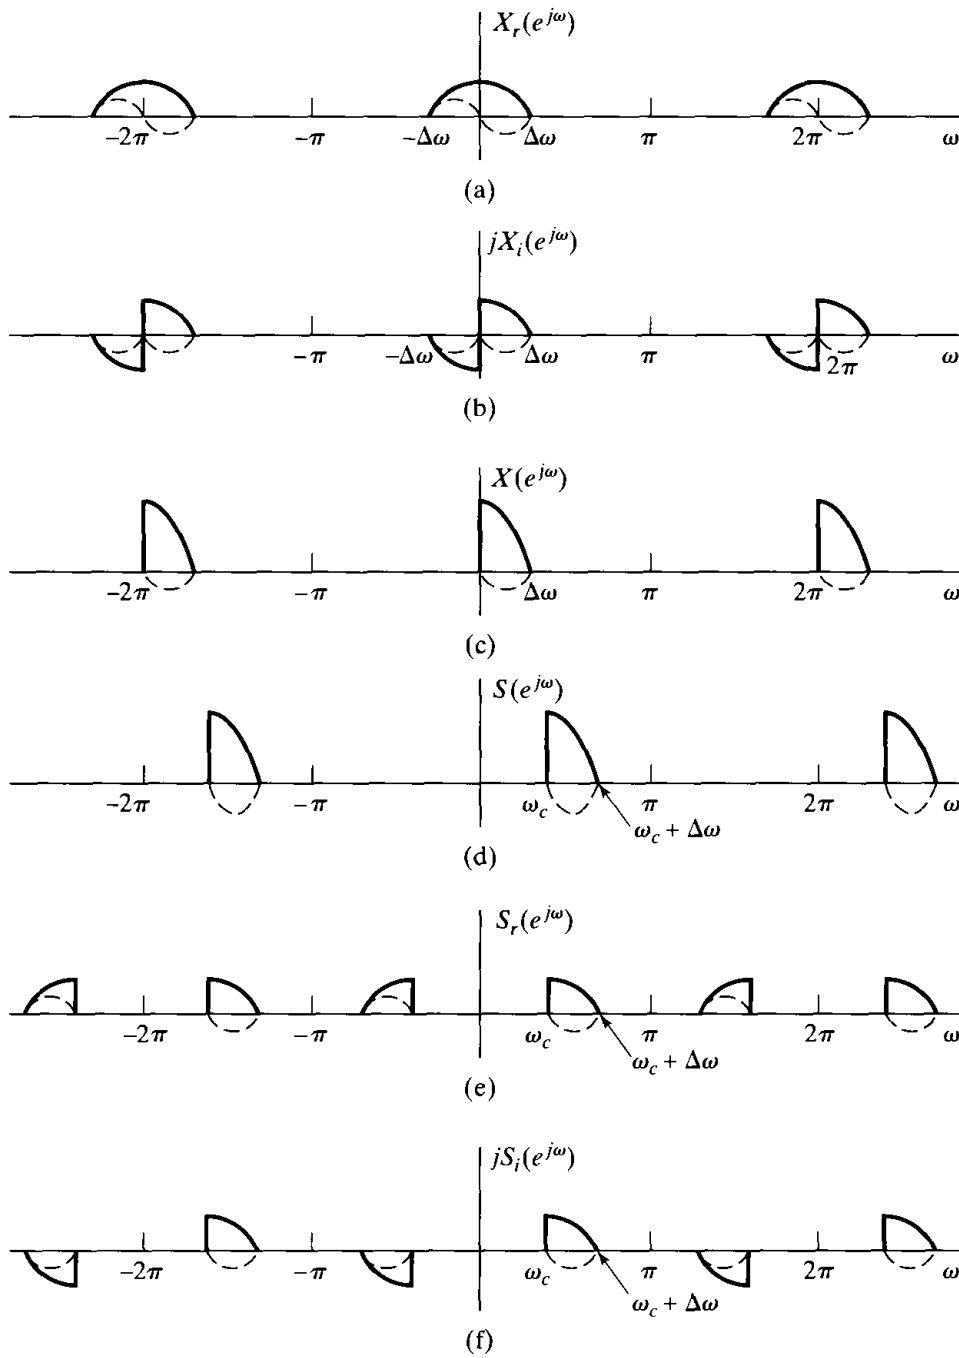 X_r(e^{jω})
−2π −π −Δω Δω π 2π ω
(a)
jX_i(e^{jω})
−π −Δω Δω π 2π ω
(b)
X(e^{jω})
−2π −π Δω π 2π ω
(c)
S(e^{jω})
−2π −π ω_c π 2π ω
ω_c + Δω
(d)
S_r(e^{jω})
−2π −π ω_c π 2π ω
ω_c + Δω
(e)
jS_i(e^{jω})
−2π −π ω_c π 2π ω
ω_c + Δω
(f)